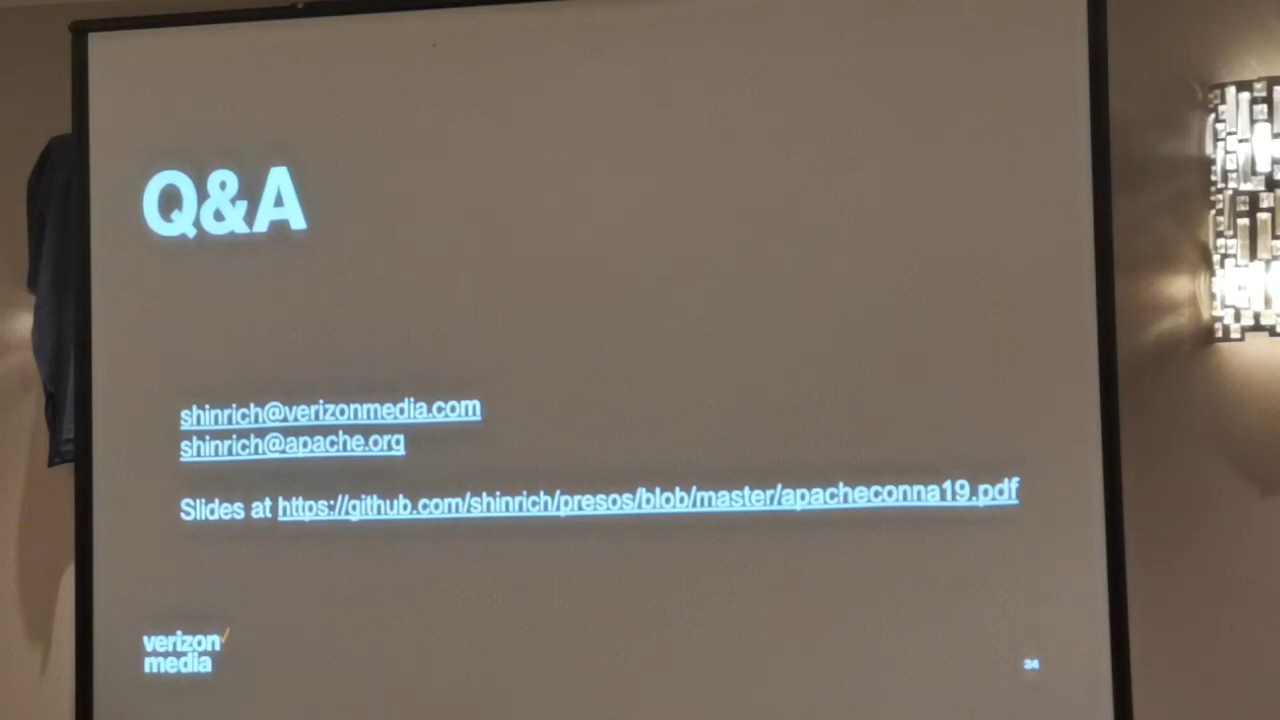 Q&A
shinrich@verizonmedia.com
shinrich@apache.org
Slides at https://github.com/shinrich/presos/blob/master/apacheconna19.pdf
verizon✓
media
34